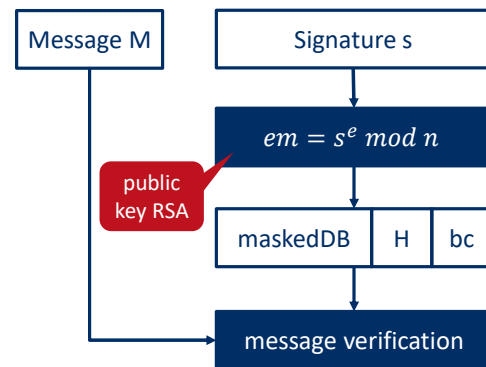 Message M
Signature s
em = s^e mod n
public
key RSA
maskedDB
H
bc
message verification